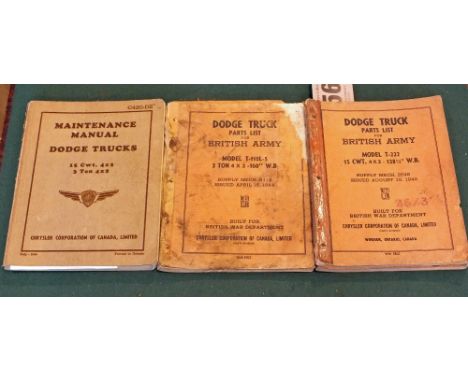 MAINTENANCE
MANUAL
DODGE TRUCKS
15 Cwt. 4x2
3 Ton 4x2
CHRYSLER CORPORATION OF CANADA, LIMITED
DODGE TRUCK
PARTS LIST
FOR
BRITISH ARMY
3 TON 4 X 2
W.B.
BUILT FOR
BRITISH WAR DEPARTMENT
CHRYSLER CORPORATION OF CANADA, LIMITED
56
DODGE TRUCK
PARTS LIST
FOR
BRITISH ARMY
MODEL T-222
15 CWT. 4 X 2
W.B.
BUILT FOR
BRITISH WAR DEPARTMENT
CHRYSLER CORPORATION OF CANADA, LIMITED
WINDSOR, ONTARIO, CANADA